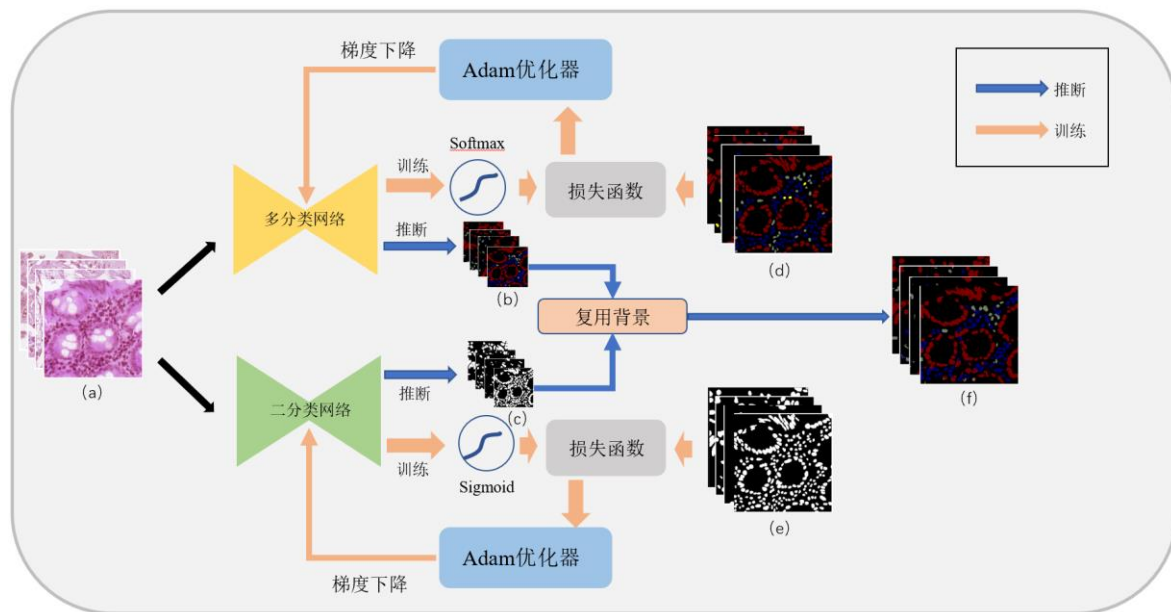 梯度下降
Adam优化器
推断
训练
Softmax
训练
损失函数
多分类网络
推断
(d)
(b)
复用背景
(a)
推断
(c)
(f)
二分类网络
训练
损失函数
Sigmoid
(e)
Adam优化器
梯度下降